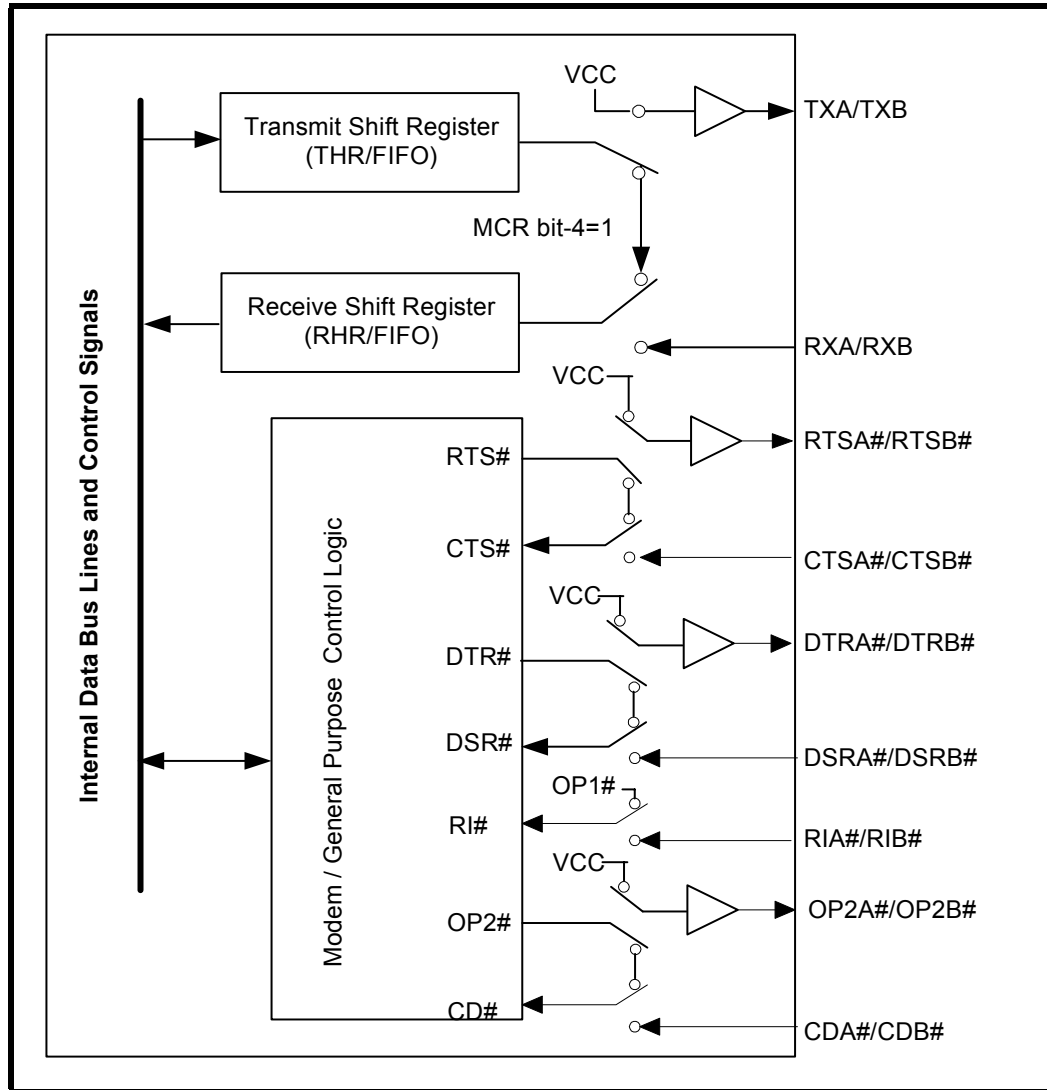 VCC
TXA/TXB
Transmit Shift Register
(THR/FIFO)
MCR bit-4=1
Receive Shift Register
(RHR/FIFO)
RXA/RXB
Internal Data Bus Lines and Control Signals
VCC
RTSA#/RTSB#
Modem / General Purpose Control Logic
RTS#
CTS#
CTSA#/CTSB#
VCC
DTRA#/DTRB#
DTR#
DSR#
DSRA#/DSRB#
OP1#
RI#
RIA#/RIB#
VCC
OP2A#/OP2B#
OP2#
CD#
CDA#/CDB#